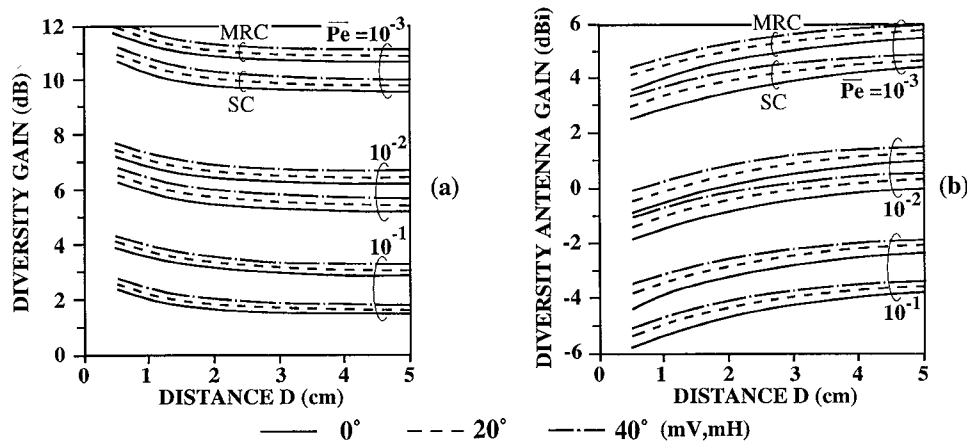 DIVERSITY GAIN (dB)
12
10
8
6
4
2
0
MRC
Pe=10-3
SC
10-2
10-1
0 1 2 3 4 5
DISTANCE D (cm)
(a)
DIVERSITY ANTENNA GAIN (dBi)
6
4
2
0
-2
-4
-6
MRC
SC
Pe=10-3
10-2
10-1
0 1 2 3 4 5
DISTANCE D (cm)
(b)
0° 20° 40° (mV,mH)